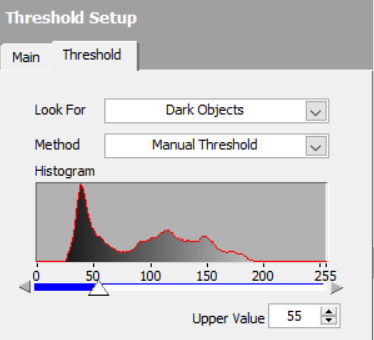 Threshold Setup
Main Threshold
Look For Dark Objects
Method Manual Threshold
Histogram
0 50 100 150 200 255
Upper Value 55